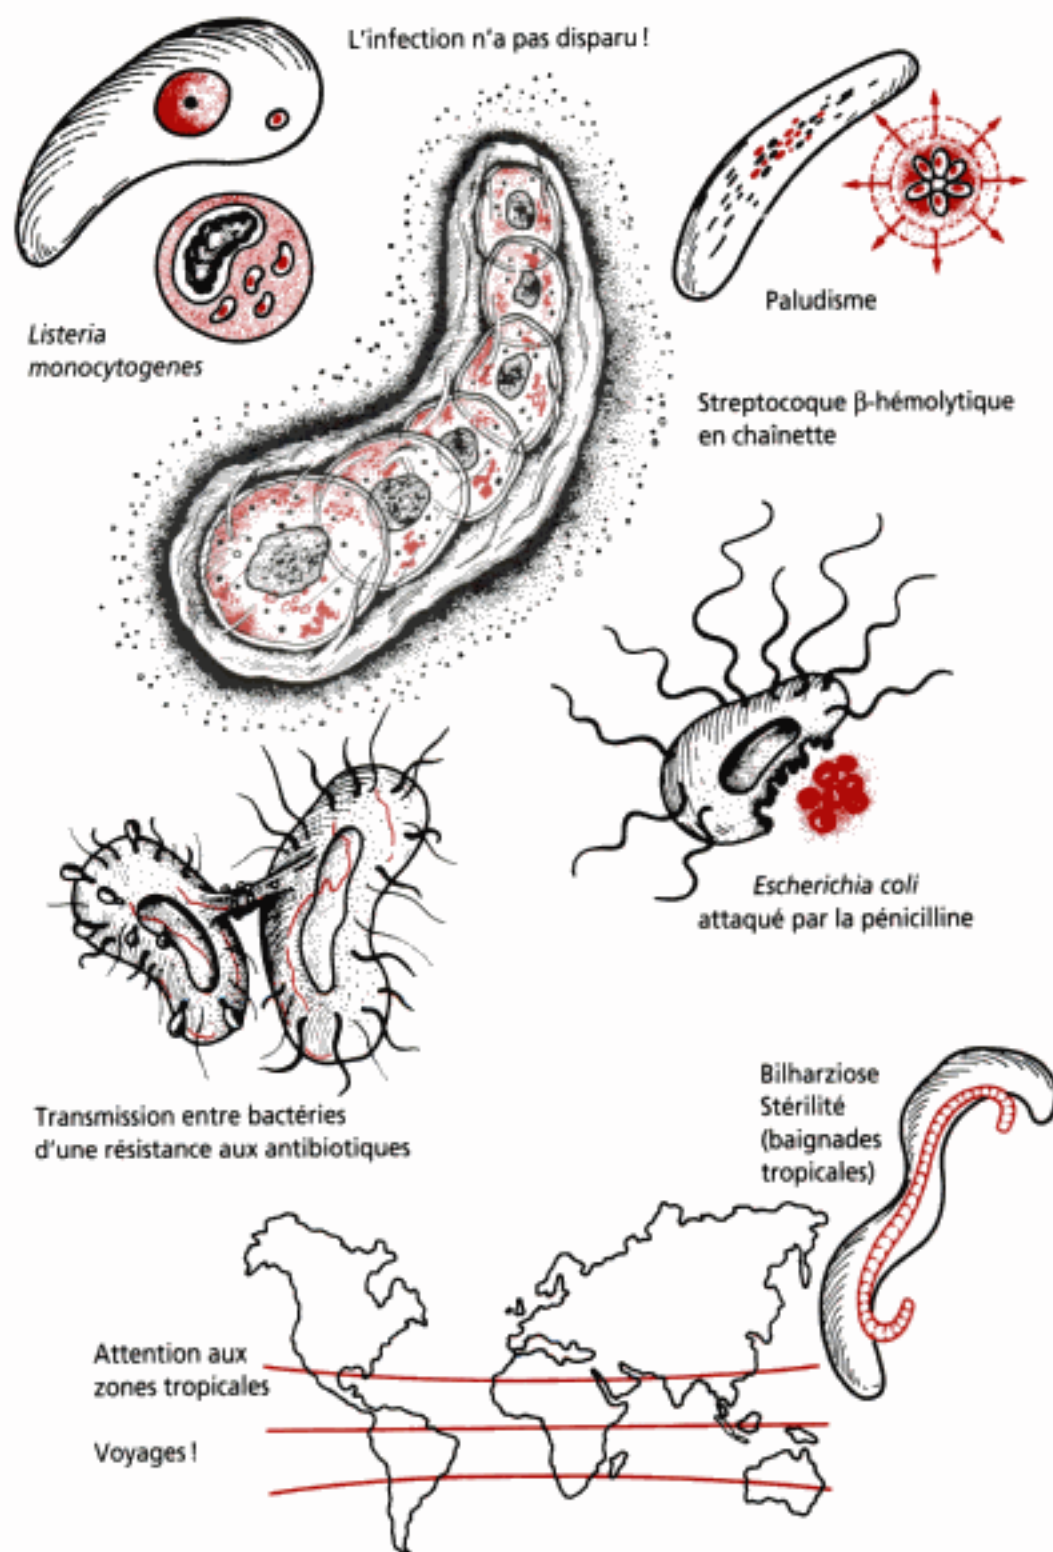 L'infection n'a pas disparu !
Listeria
monocytogenes
Paludisme
Streptocoque β-hémolytique
en chaînette
Escherichia coli
attaqué par la pénicilline
Transmission entre bactéries
d'une résistance aux antibiotiques
Bilharziose
Stérilité
(baignades
tropicales)
Attention aux
zones tropicales
Voyages !